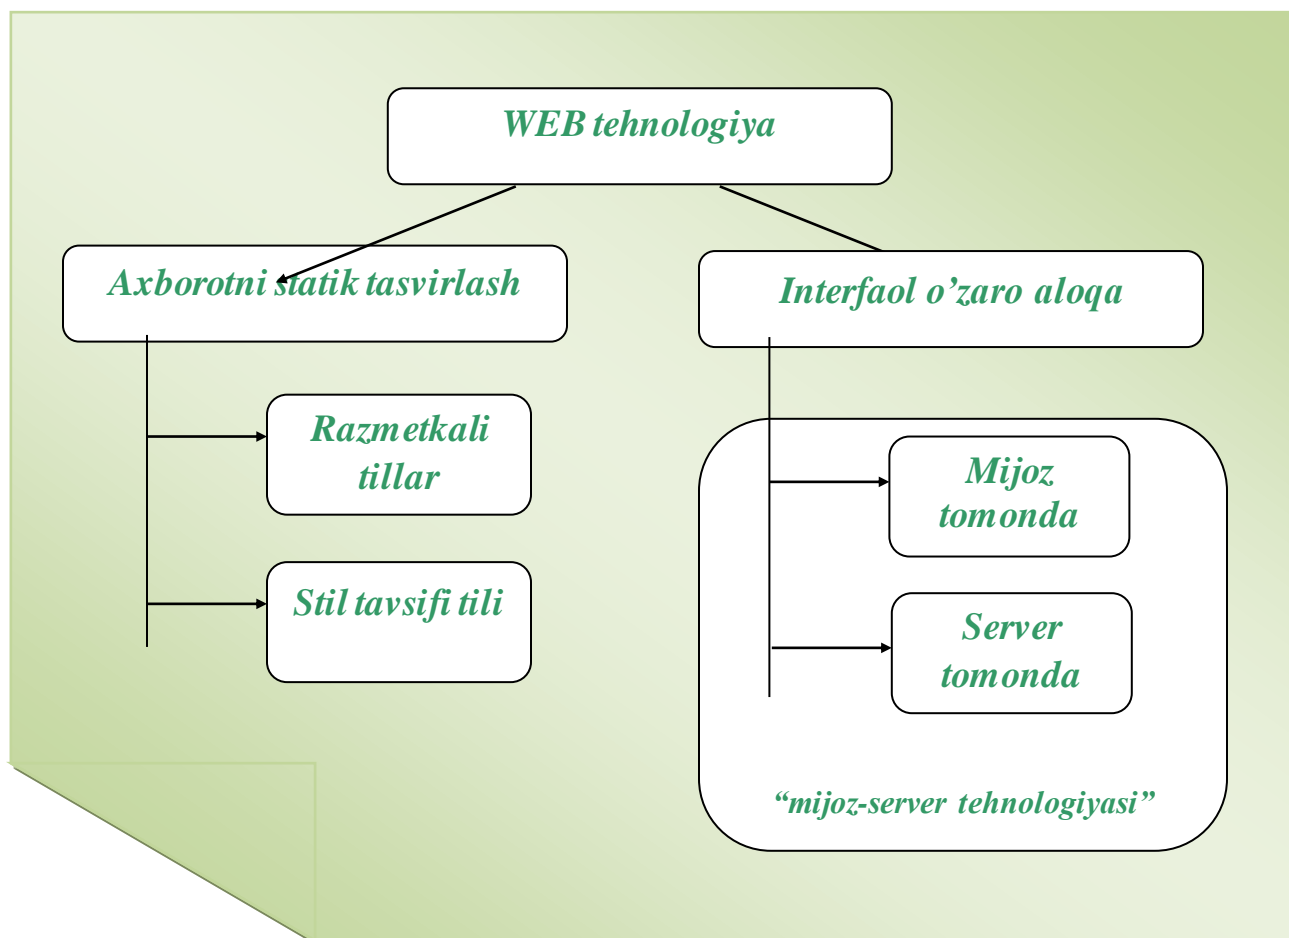 WEB tehnologiya
Axborotni statik tasvirlash
Interfaol o’zaro aloqa
Razmetkali
tillar
Mijoz
tomonda
Stil tavsifi tili
Server
tomonda
“mijoz-server tehnologiyasi”